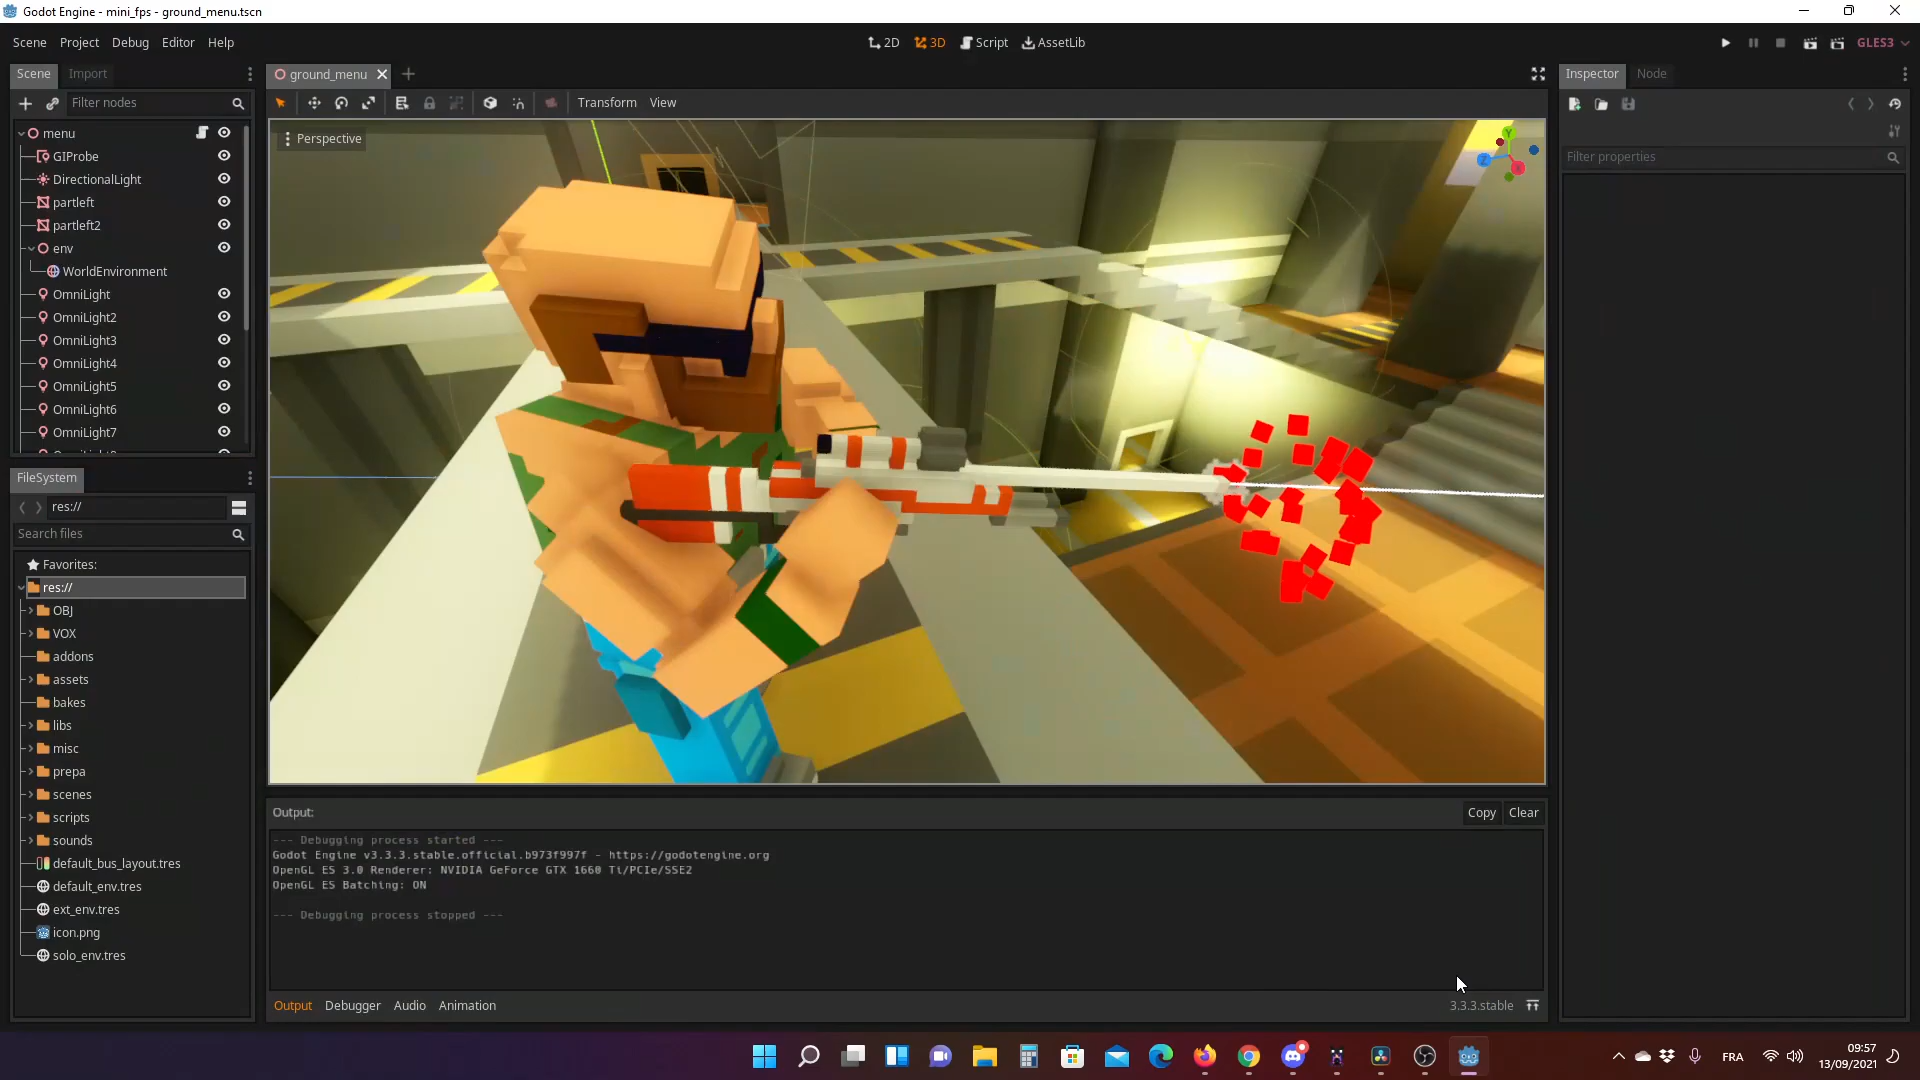 Godot Engine - mini_fps - ground_menu.tscn
Scene Project Debug Editor Help
2D 3D Script AssetLib
GLES3
Scene Import
ground_menu
Inspector Node
Filter nodes
Transform View
Perspective
Filter properties
menu
GIProbe
DirectionalLight
partleft
partleft2
env
WorldEnvironment
OmniLight
OmniLight2
OmniLight3
OmniLight4
OmniLight5
OmniLight6
OmniLight7
Y
Z
X
FileSystem
res://
Search files
Favorites:
res://
OBJ
VOX
addons
assets
bakes
libs
misc
prepa
scenes
scripts
sounds
default_bus_layout.tres
default_env.tres
ext_env.tres
icon.png
solo_env.tres
Output:
Copy Clear
--- Debugging process started ---
Godot Engine v3.3.3.stable.official.b973f997f - https://godotengine.org
OpenGL ES 3.0 Renderer: NVIDIA GeForce GTX 1660 Ti/PCIe/SSE2
OpenGL ES Batching: ON
--- Debugging process stopped ---
Output Debugger Audio Animation
3.3.3.stable
FRA
09:57
13/09/2021